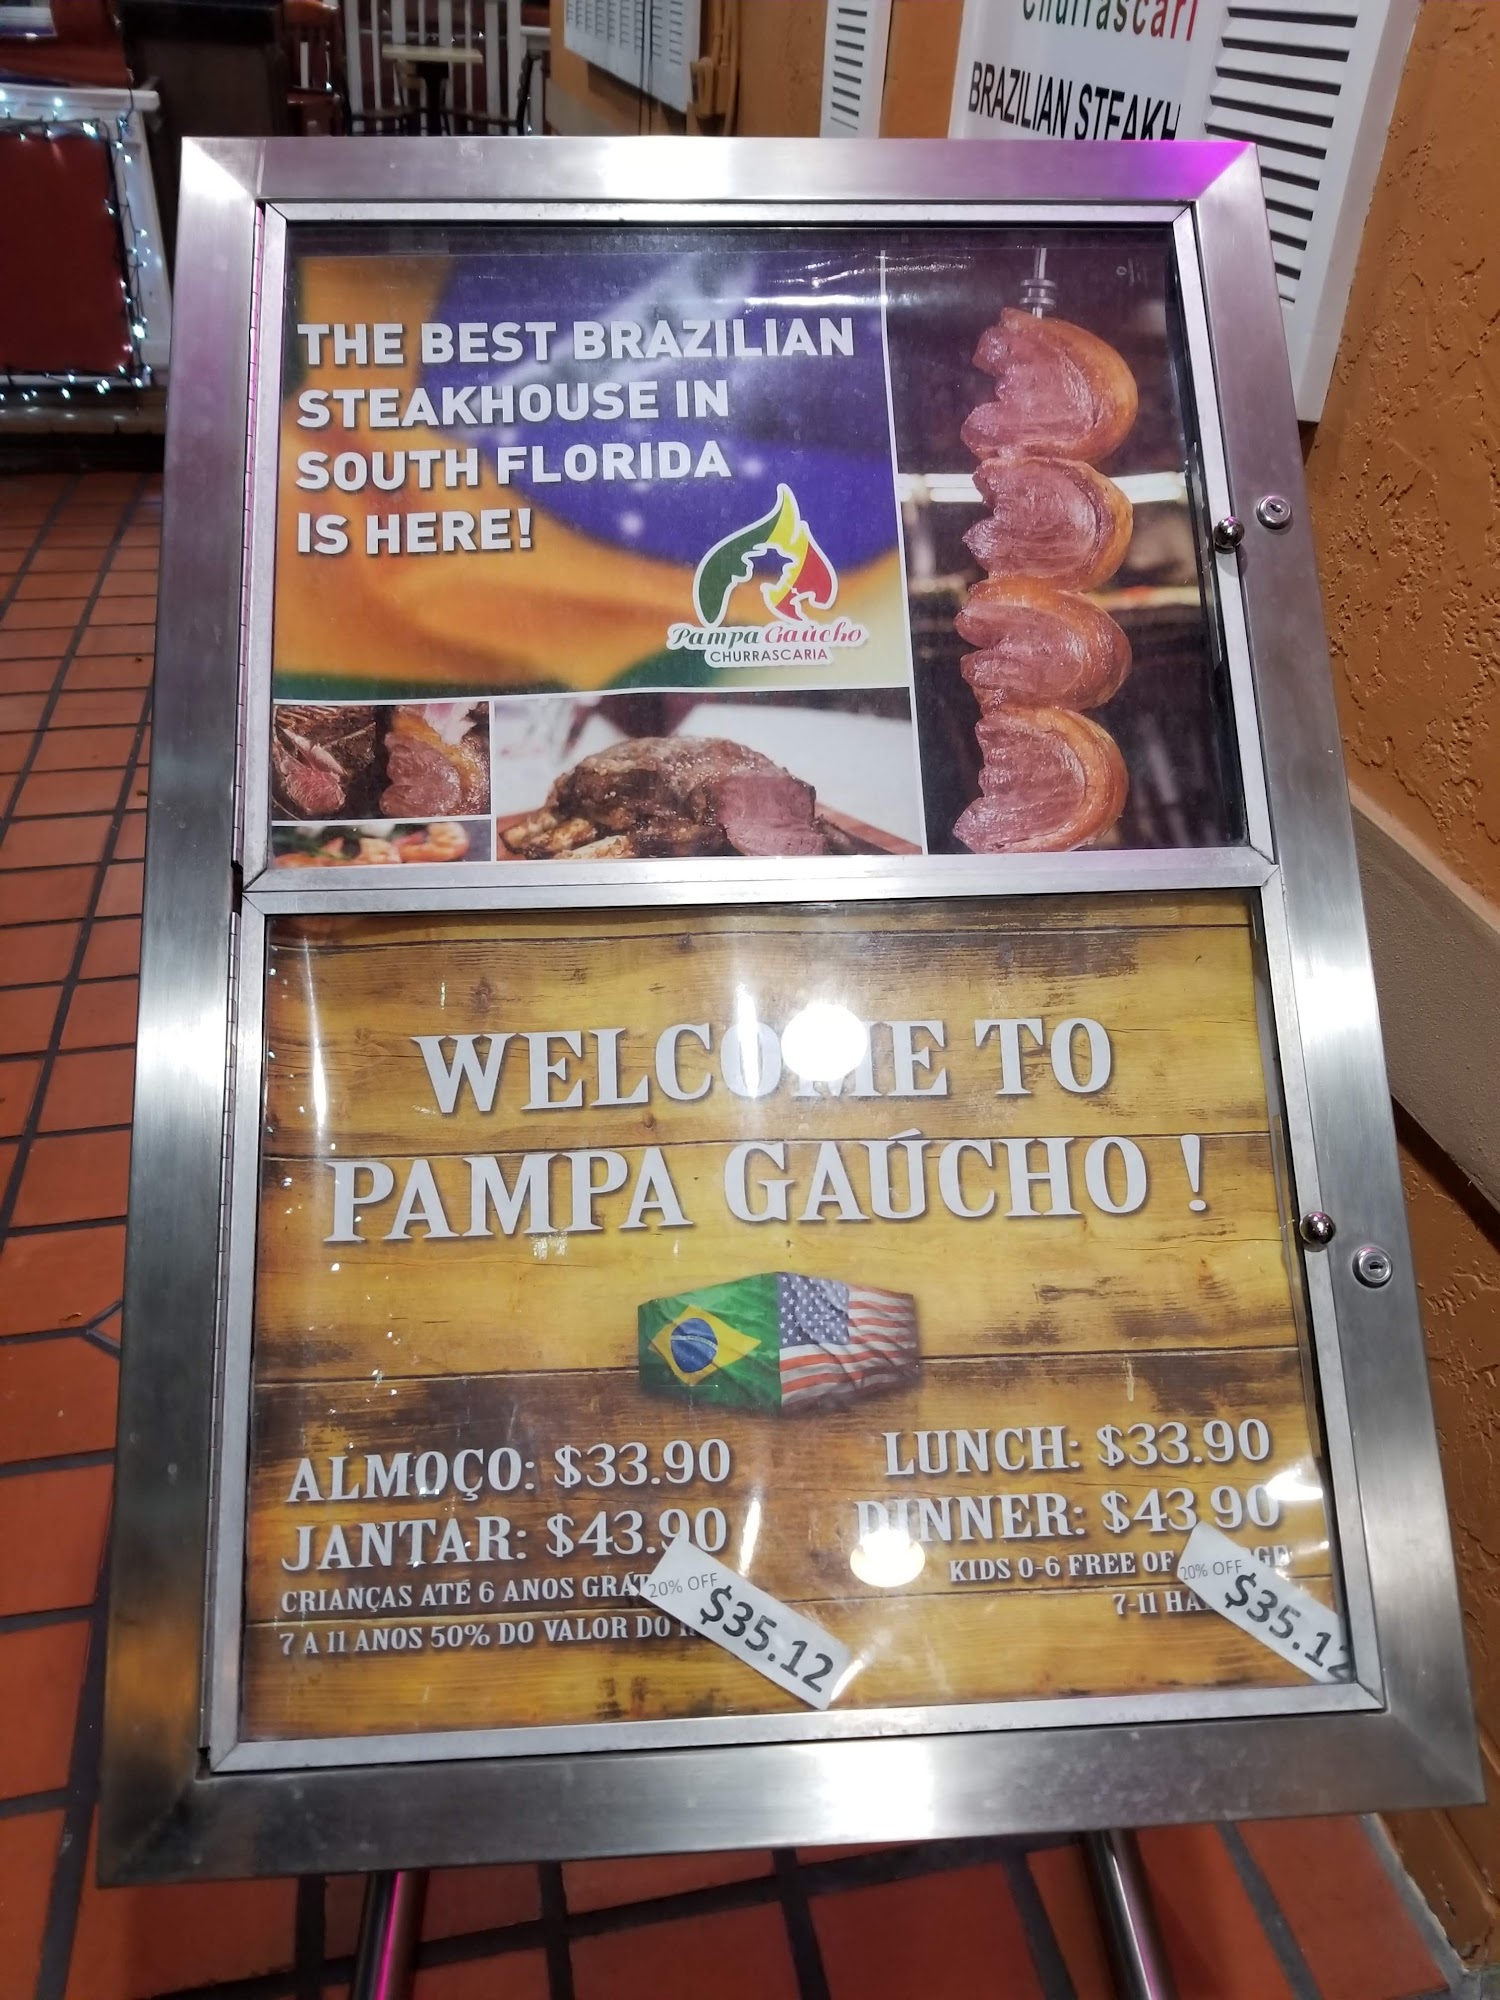 Churrascari
BRAZILIAN STEAKH
THE BEST BRAZILIAN
STEAKHOUSE IN
SOUTH FLORIDA
IS HERE!
Pampa Gaúcho
CHURRASCARIA
WELCOME TO
PAMPA GAÚCHO !
ALMOÇO: $33.90
JANTAR: $43.90
CRIANÇAS ATÉ 6 ANOS GRÁT
7 A 11 ANOS 50% DO VALOR DO
20% OFF
$35.12
LUNCH: $33.90
DINNER: $43.90
KIDS 0-6 FREE OF
7-11 HA
20% OFF
$35.12